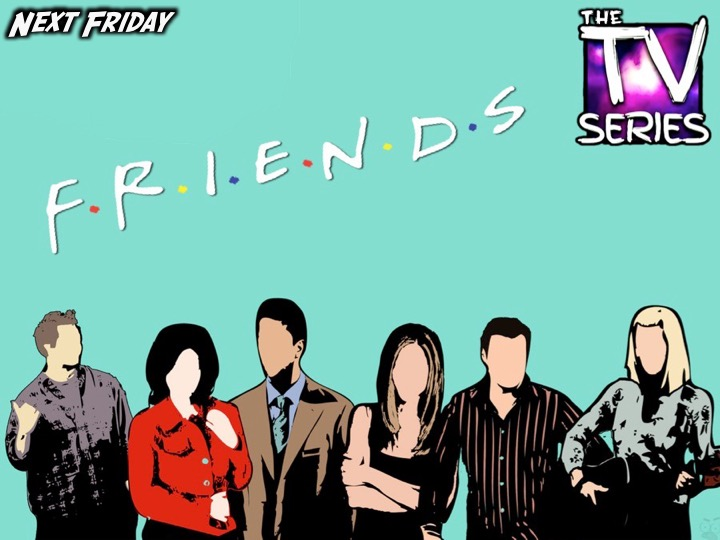 Next Friday
THE
TV
SERIES
F.R.I.E.N.D.S